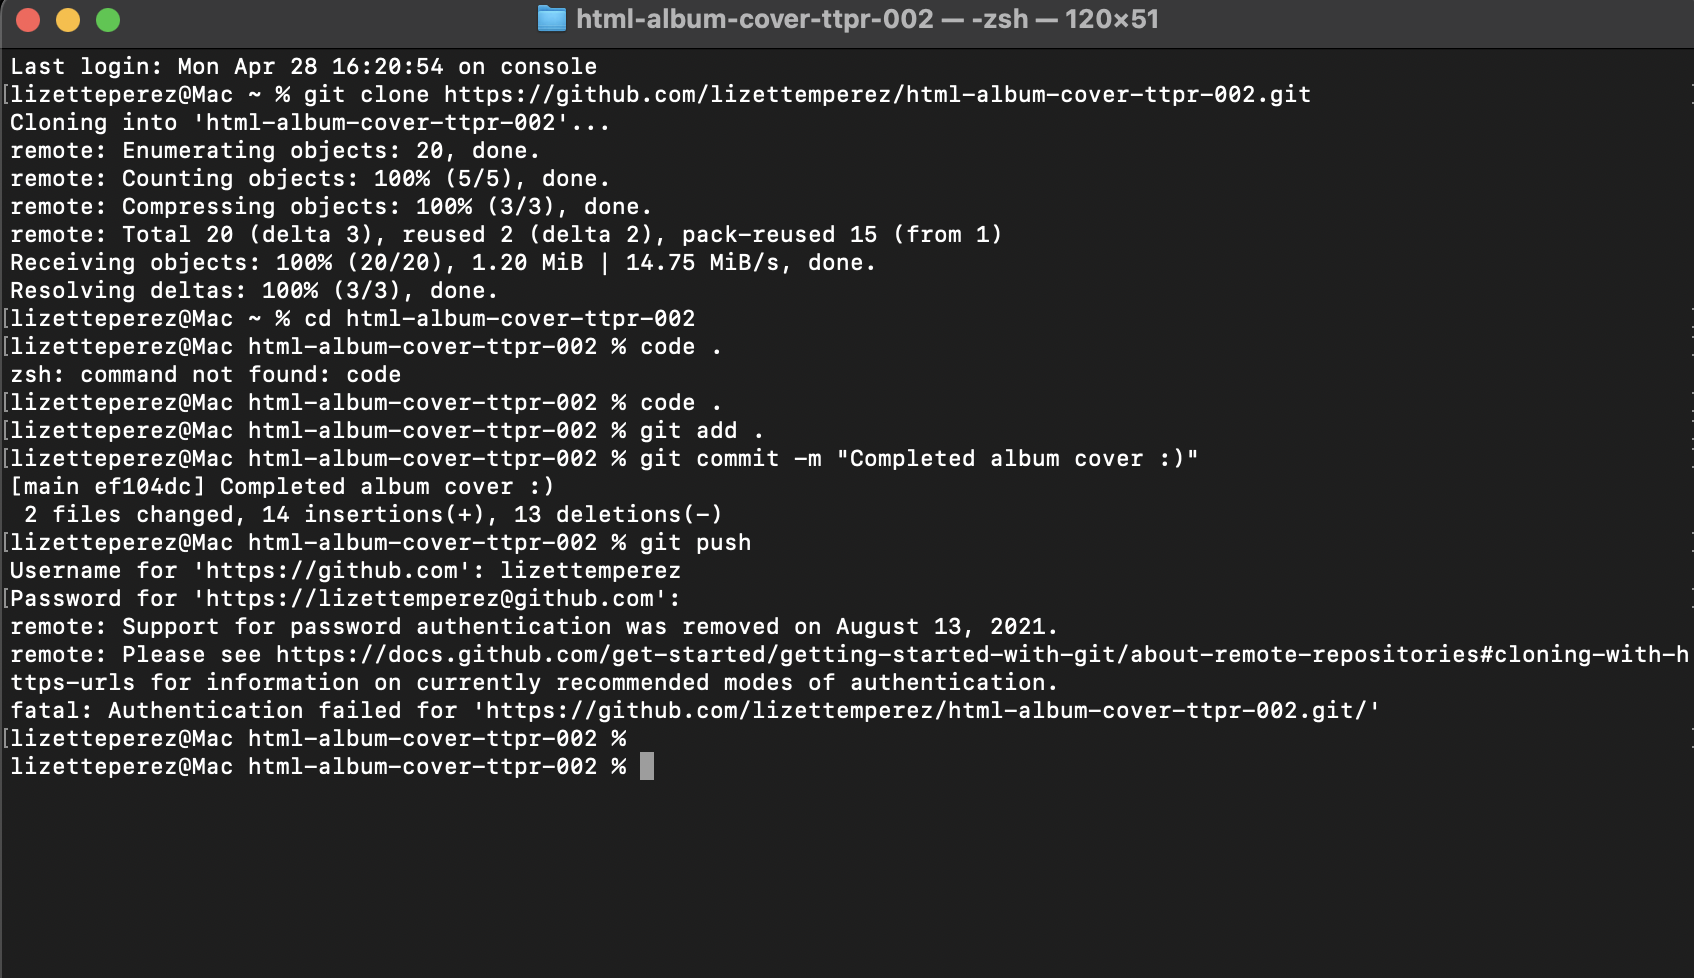 html-album-cover-ttpr-002 — -zsh — 120×51
Last login: Mon Apr 28 16:20:54 on console
[lizetteperez@Mac ~ % git clone https://github.com/lizettemperez/html-album-cover-ttpr-002.git
Cloning into 'html-album-cover-ttpr-002'...
remote: Enumerating objects: 20, done.
remote: Counting objects: 100% (5/5), done.
remote: Compressing objects: 100% (3/3), done.
remote: Total 20 (delta 3), reused 2 (delta 2), pack-reused 15 (from 1)
Receiving objects: 100% (20/20), 1.20 MiB | 14.75 MiB/s, done.
Resolving deltas: 100% (3/3), done.
[lizetteperez@Mac ~ % cd html-album-cover-ttpr-002
[lizetteperez@Mac html-album-cover-ttpr-002 % code .
zsh: command not found: code
[lizetteperez@Mac html-album-cover-ttpr-002 % code .
[lizetteperez@Mac html-album-cover-ttpr-002 % git add .
[lizetteperez@Mac html-album-cover-ttpr-002 % git commit -m "Completed album cover :)"
[main ef104dc] Completed album cover :)
 2 files changed, 14 insertions(+), 13 deletions(-)
[lizetteperez@Mac html-album-cover-ttpr-002 % git push
Username for 'https://github.com': lizettemperez
[Password for 'https://lizettemperez@github.com':
remote: Support for password authentication was removed on August 13, 2021.
remote: Please see https://docs.github.com/get-started/getting-started-with-git/about-remote-repositories#cloning-with-h
ttps-urls for information on currently recommended modes of authentication.
fatal: Authentication failed for 'https://github.com/lizettemperez/html-album-cover-ttpr-002.git/'
[lizetteperez@Mac html-album-cover-ttpr-002 %
lizetteperez@Mac html-album-cover-ttpr-002 %